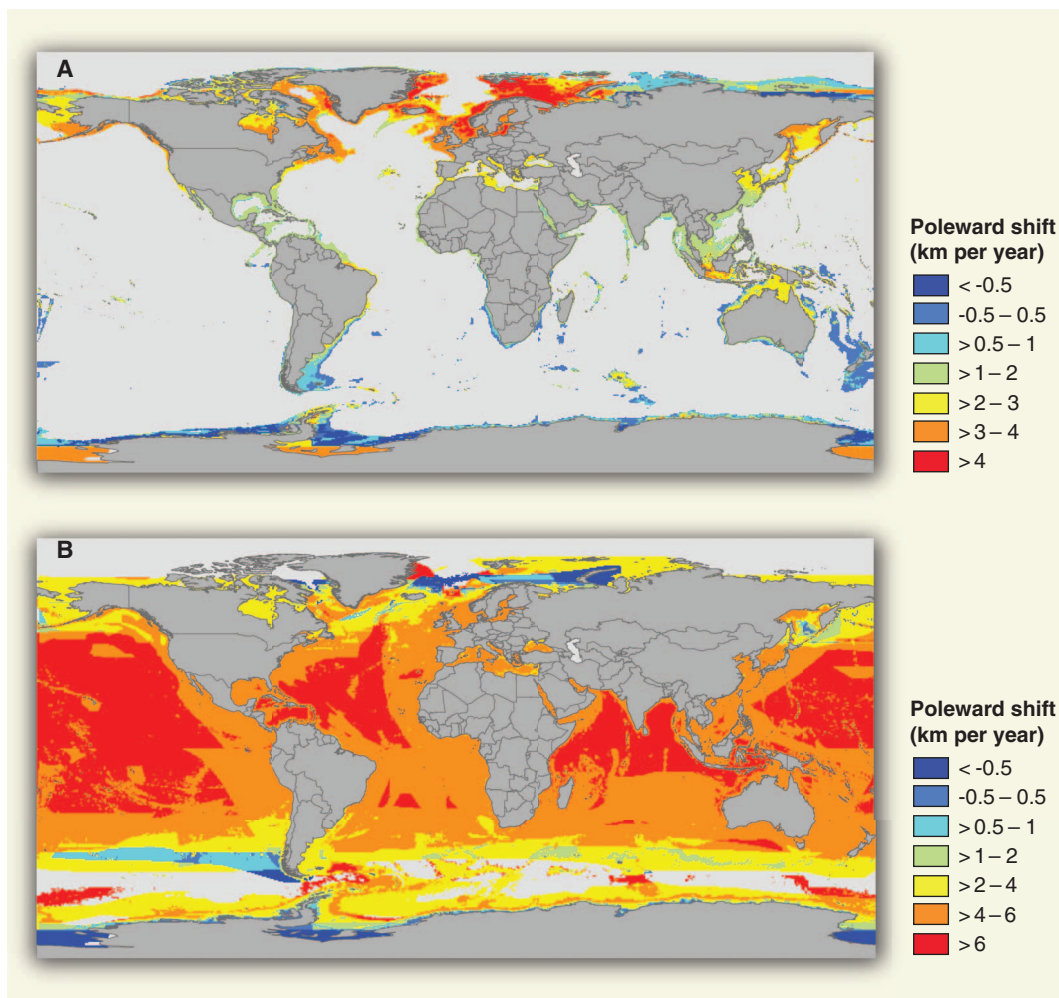 A
Poleward shift
(km per year)
< -0.5
-0.5 – 0.5
> 0.5 – 1
> 1 – 2
> 2 – 3
> 3 – 4
> 4
B
Poleward shift
(km per year)
< -0.5
-0.5 – 0.5
> 0.5 – 1
> 1 – 2
> 2 – 4
> 4 – 6
> 6